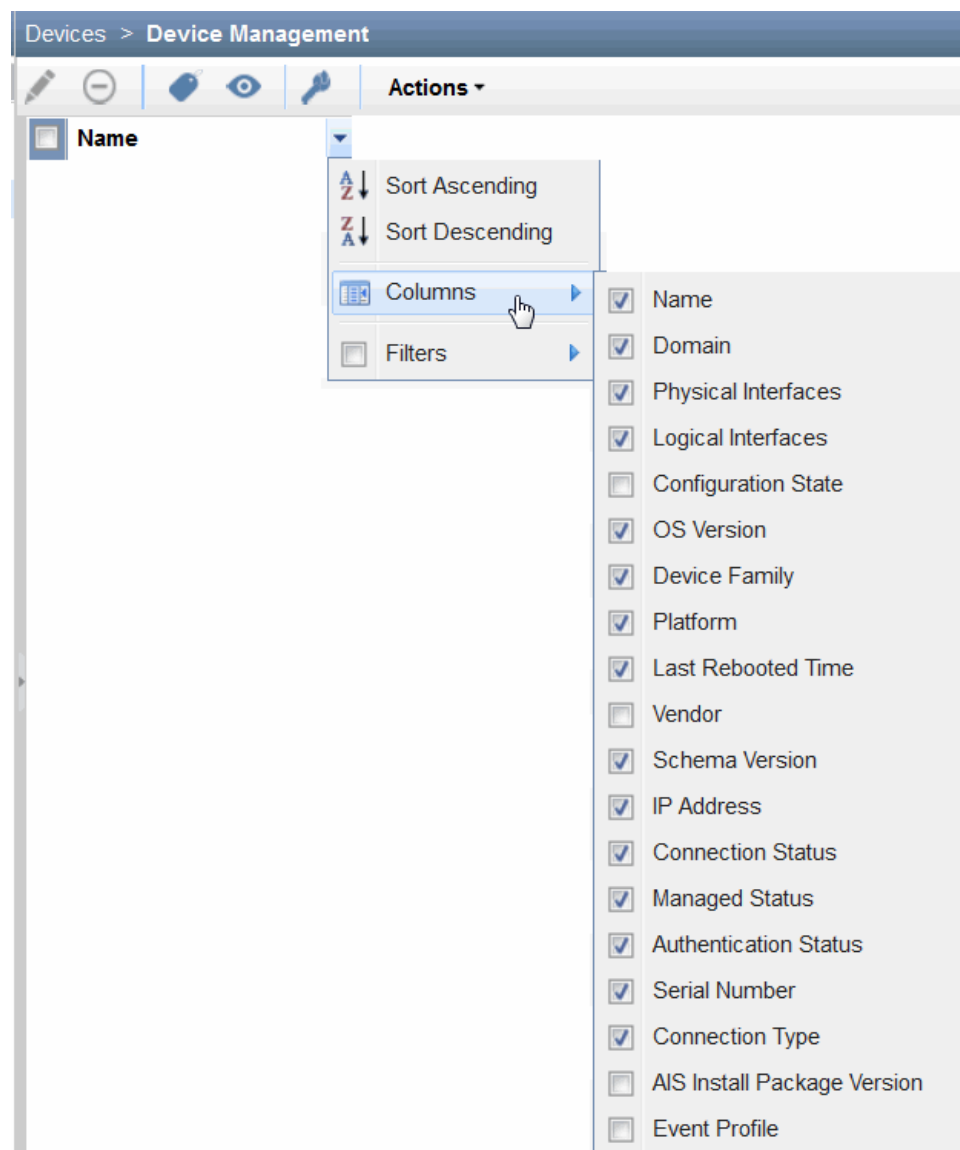 Devices > Device Management
Actions
Name
Sort Ascending
Sort Descending
Columns
Filters
Name
Domain
Physical Interfaces
Logical Interfaces
Configuration State
OS Version
Device Family
Platform
Last Rebooted Time
Vendor
Schema Version
IP Address
Connection Status
Managed Status
Authentication Status
Serial Number
Connection Type
AIS Install Package Version
Event Profile